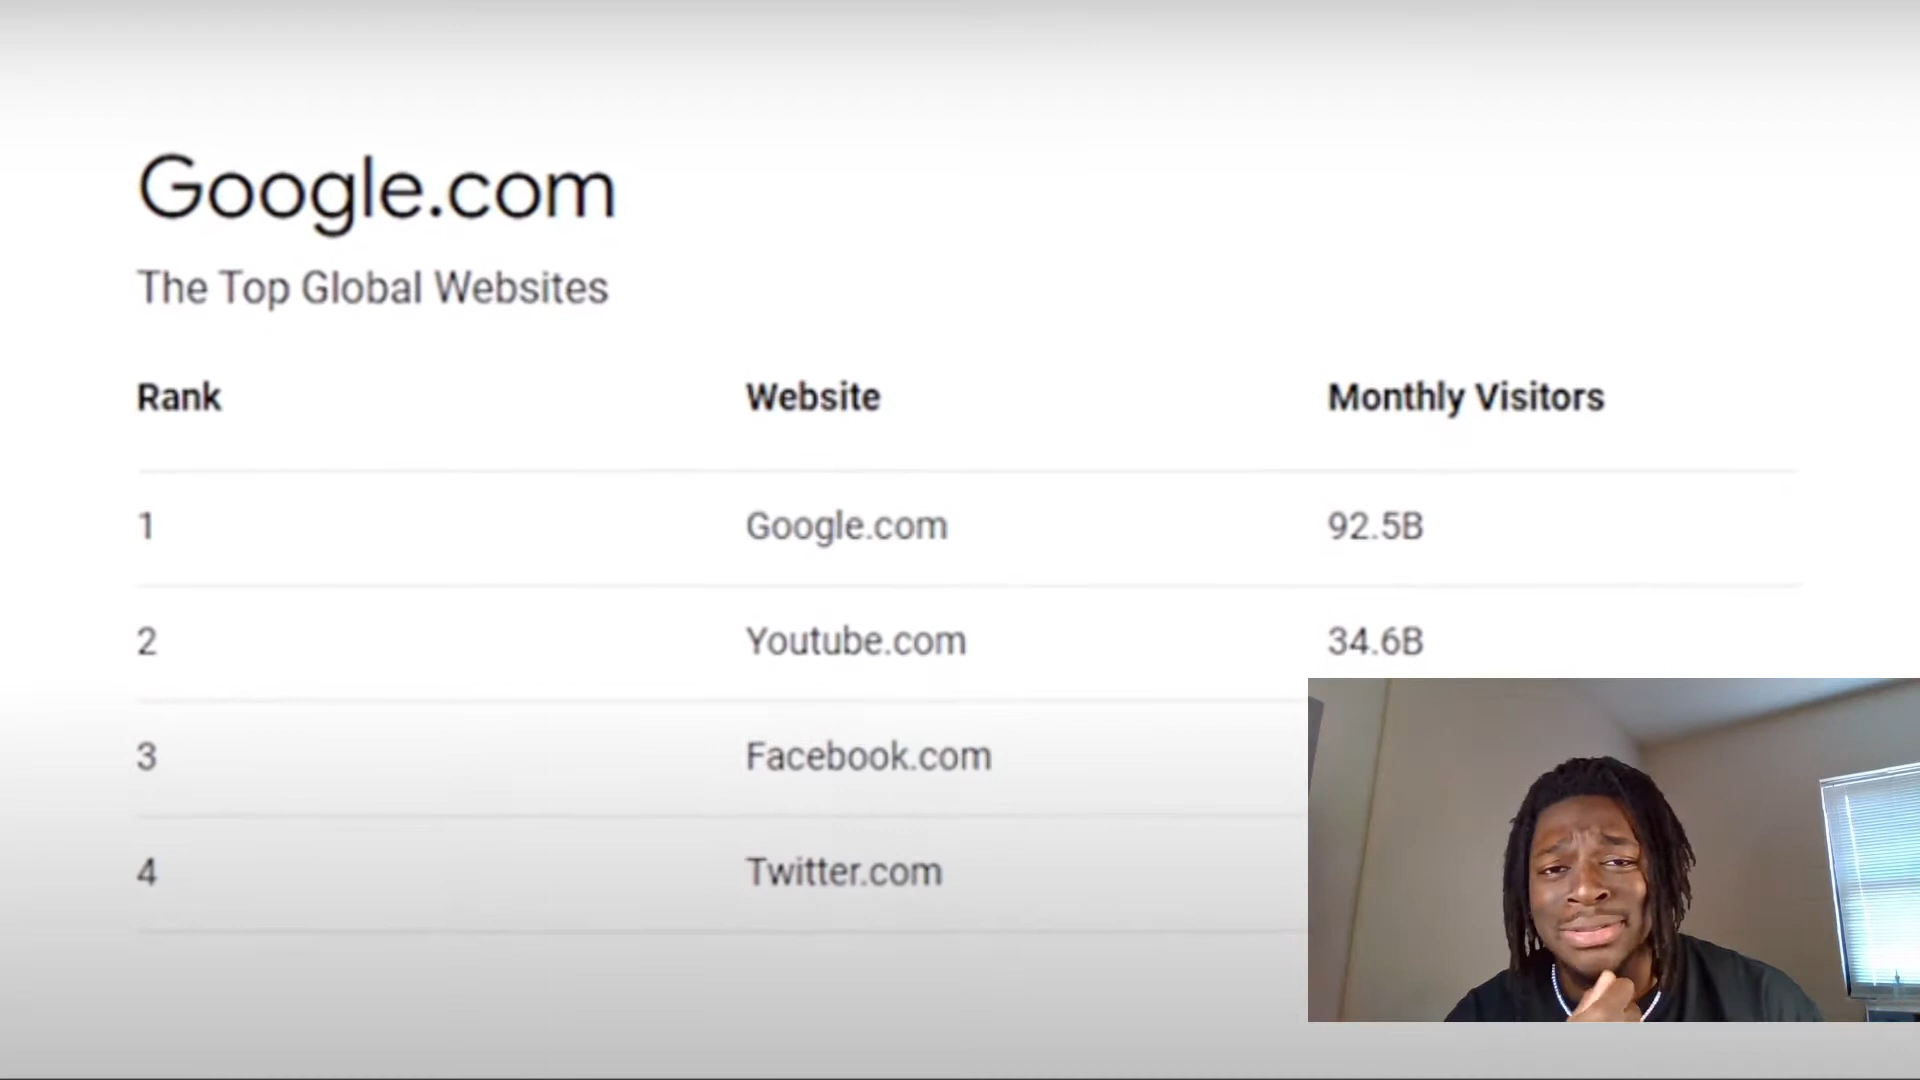 Google.com
The Top Global Websites
Rank Website Monthly Visitors
1 Google.com 92.5B
2 Youtube.com 34.6B
3 Facebook.com
4 Twitter.com